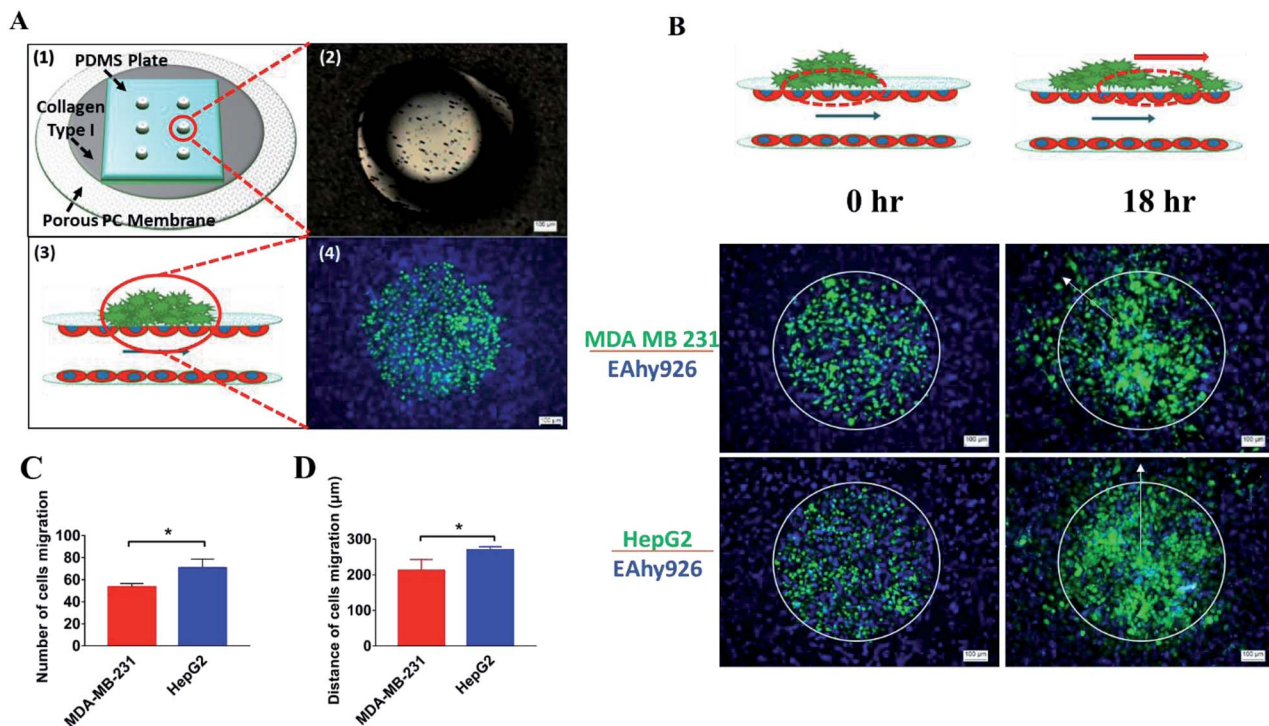 A
(1)
PDMS Plate
Collagen
Type I
Porous PC Membrane
(2)
100 µm
(3)
(4)
100 µm
B
0 hr
18 hr
MDA MB 231
EAhy926
100 µm
100 µm
HepG2
EAhy926
100 µm
100 µm
C
Number of cells migration
100
80
60
40
20
0
*
MDA-MB-231
HepG2
D
Distance of cells migration (µm)
300
200
100
0
*
MDA-MB-231
HepG2